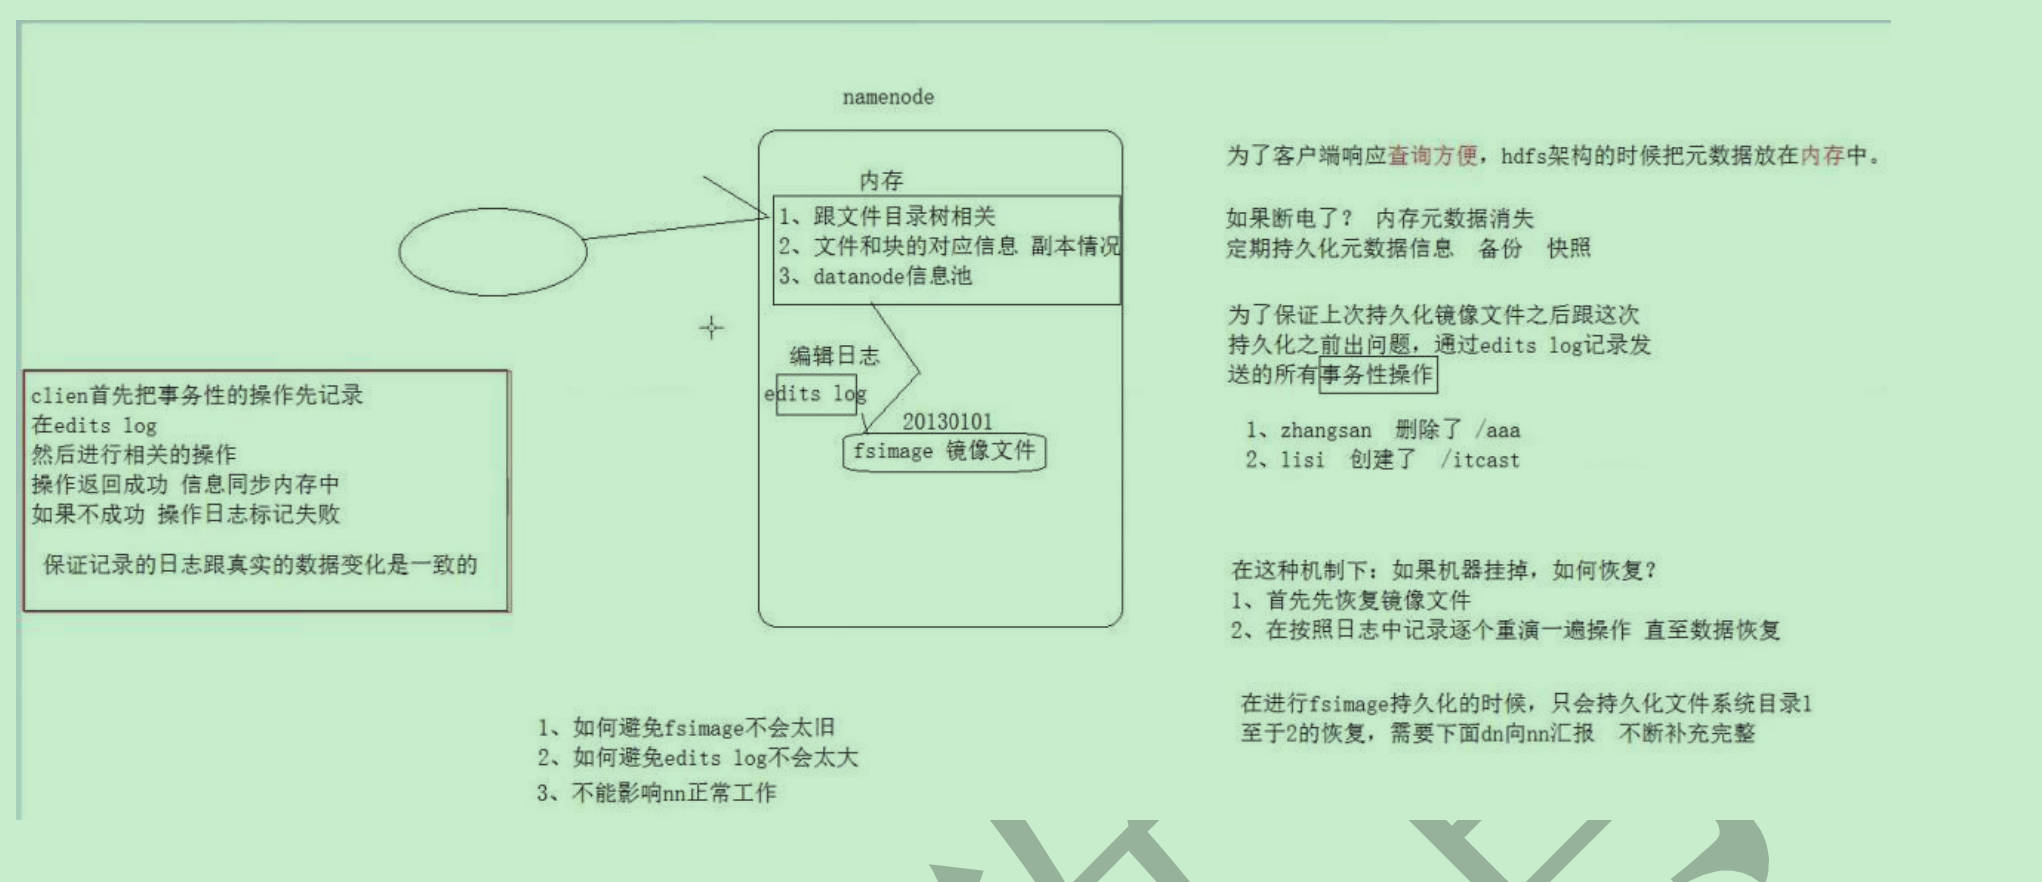 namenode
内存
1、跟文件目录树相关
2、文件和块的对应信息 副本情况
3、datanode信息池
编辑日志
edits log
20130101
fsimage 镜像文件
clien首先把事务性的操作先记录
在edits log
然后进行相关的操作
操作返回成功 信息同步内存中
如果不成功 操作日志标记失败
保证记录的日志跟真实的数据变化是一致的
1、如何避免fsimage不会太旧
2、如何避免edits log不会太大
3、不能影响nn正常工作
为了客户端响应查询方便，hdfs架构的时候把元数据放在内存中。
如果断电了？ 内存元数据消失
定期持久化元数据信息 备份 快照
为了保证上次持久化镜像文件之后跟这次
持久化之前出问题，通过edits log记录发
送的所有事务性操作
1、zhangsan 删除了 /aaa
2、lisi 创建了 /itcast
在这种机制下：如果机器挂掉，如何恢复？
1、首先先恢复镜像文件
2、在按照日志中记录逐个重演一遍操作 直至数据恢复
在进行fsimage持久化的时候，只会持久化文件系统目录1
至于2的恢复，需要下面dn向nn汇报 不断补充完整